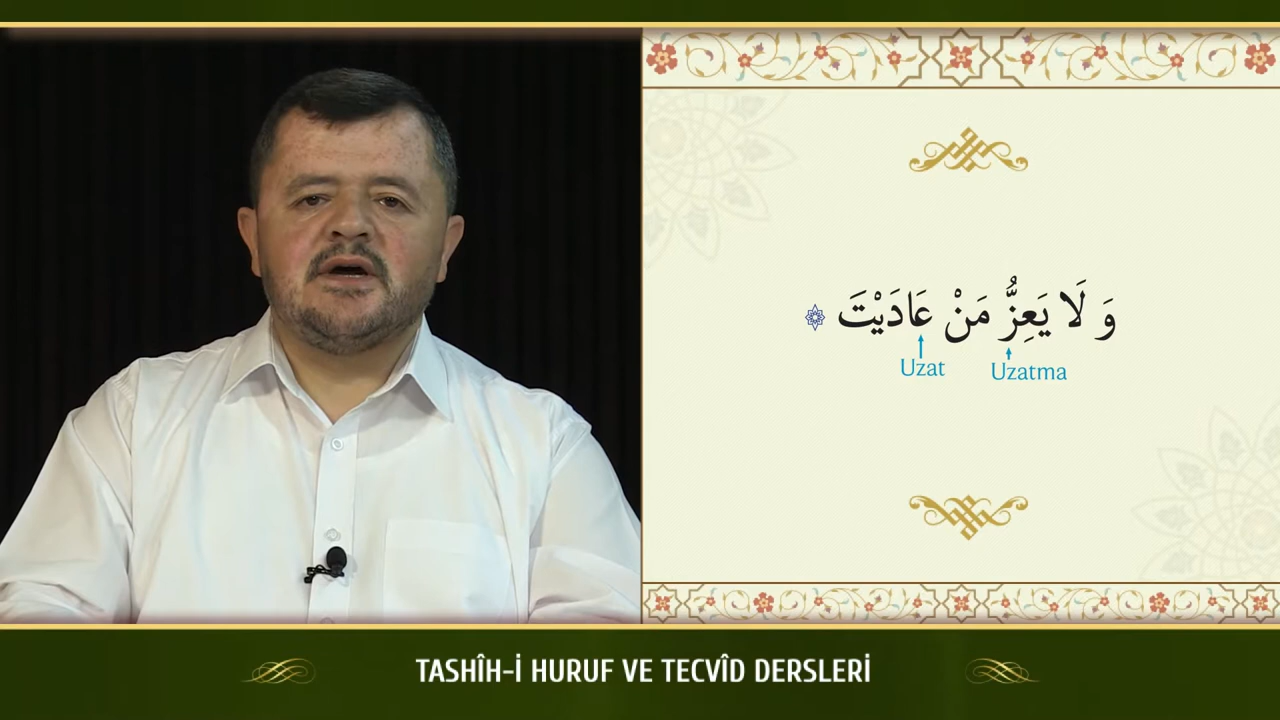 وَ لَا يَعِزُّ مَنْ عَادَيْتَ
Uzat Uzatma
TASHÎH-İ HURUF VE TECVÎD DERSLERİ